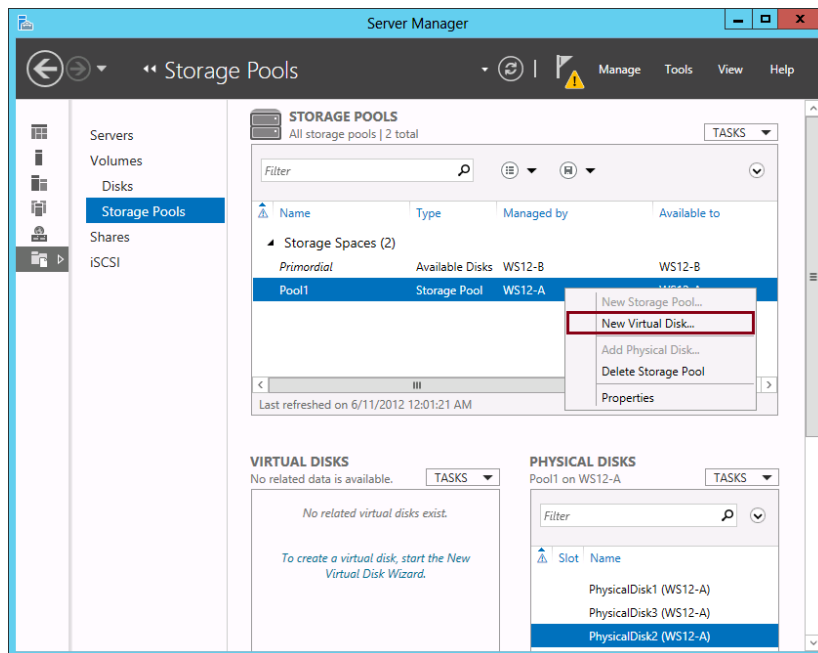 Server Manager
Storage Pools
Manage Tools View Help
Servers
Volumes
Disks
Storage Pools
Shares
iSCSI
STORAGE POOLS
All storage pools | 2 total
TASKS
Filter
Name Type Managed by Available to
Storage Spaces (2)
Primordial Available Disks WS12-B WS12-B
Pool1 Storage Pool WS12-A
New Storage Pool...
New Virtual Disk...
Add Physical Disk...
Delete Storage Pool
Properties
Last refreshed on 6/11/2012 12:01:21 AM
VIRTUAL DISKS
No related data is available.
TASKS
No related virtual disks exist.
To create a virtual disk, start the New
Virtual Disk Wizard.
PHYSICAL DISKS
Pool1 on WS12-A
TASKS
Filter
Slot Name
PhysicalDisk1 (WS12-A)
PhysicalDisk3 (WS12-A)
PhysicalDisk2 (WS12-A)